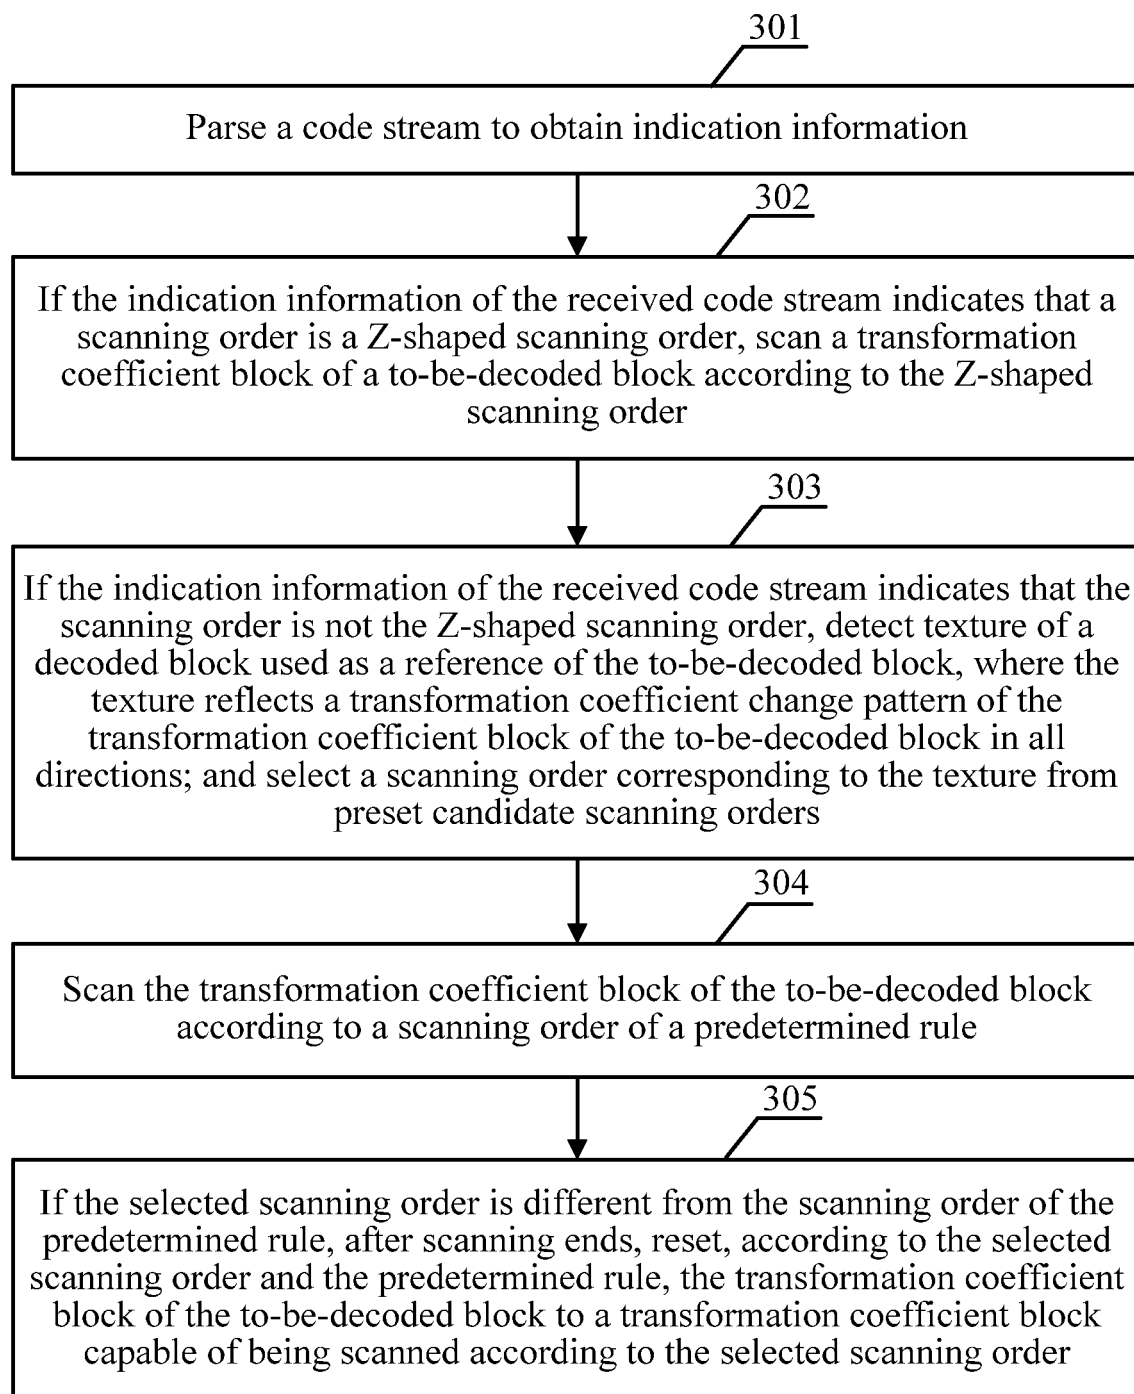 301
Parse a code stream to obtain indication information
302
If the indication information of the received code stream indicates that a
scanning order is a Z-shaped scanning order, scan a transformation
coefficient block of a to-be-decoded block according to the Z-shaped
scanning order
303
If the indication information of the received code stream indicates that the
scanning order is not the Z-shaped scanning order, detect texture of a
decoded block used as a reference of the to-be-decoded block, where the
texture reflects a transformation coefficient change pattern of the
transformation coefficient block of the to-be-decoded block in all
directions; and select a scanning order corresponding to the texture from
preset candidate scanning orders
304
Scan the transformation coefficient block of the to-be-decoded block
according to a scanning order of a predetermined rule
305
If the selected scanning order is different from the scanning order of the
predetermined rule, after scanning ends, reset, according to the selected
scanning order and the predetermined rule, the transformation coefficient
block of the to-be-decoded block to a transformation coefficient block
capable of being scanned according to the selected scanning order